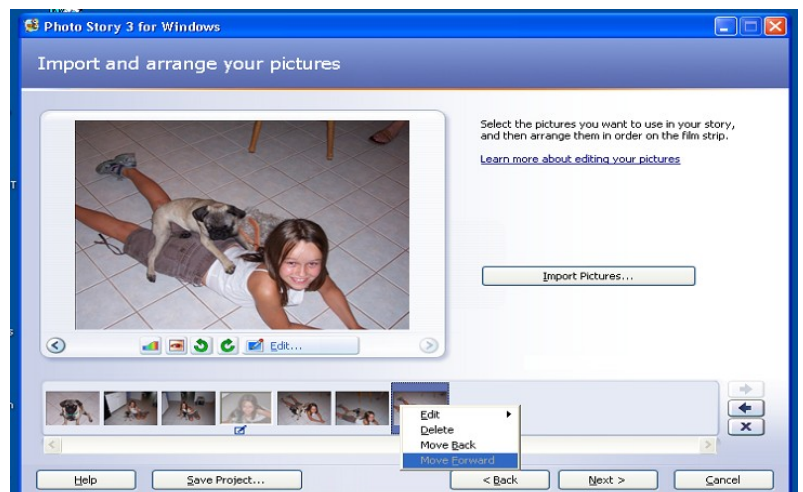 Photo Story 3 for Windows
Import and arrange your pictures
Select the pictures you want to use in your story,
and then arrange them in order on the film strip.
Learn more about editing your pictures
Import Pictures...
Edit...
Edit
Delete
Move Back
Move Forward
Help
Save Project...
< Back
Next >
Cancel